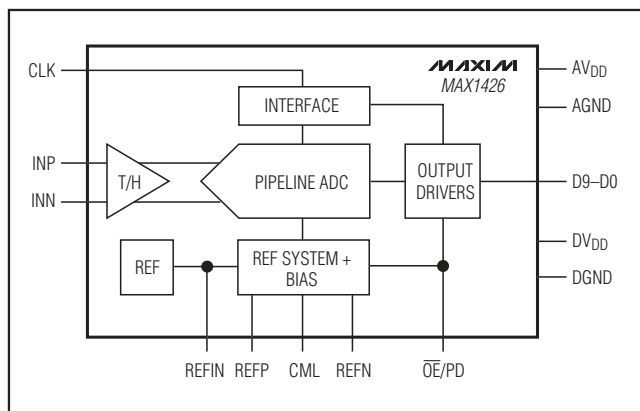 CLK
MAXIM
MAX1426
AVDD
AGND
INTERFACE
INP
INN
T/H
PIPELINE ADC
OUTPUT
DRIVERS
D9–D0
REF
REF SYSTEM +
BIAS
DVDD
DGND
REFIN REFP CML REFN O̅E̅/PD